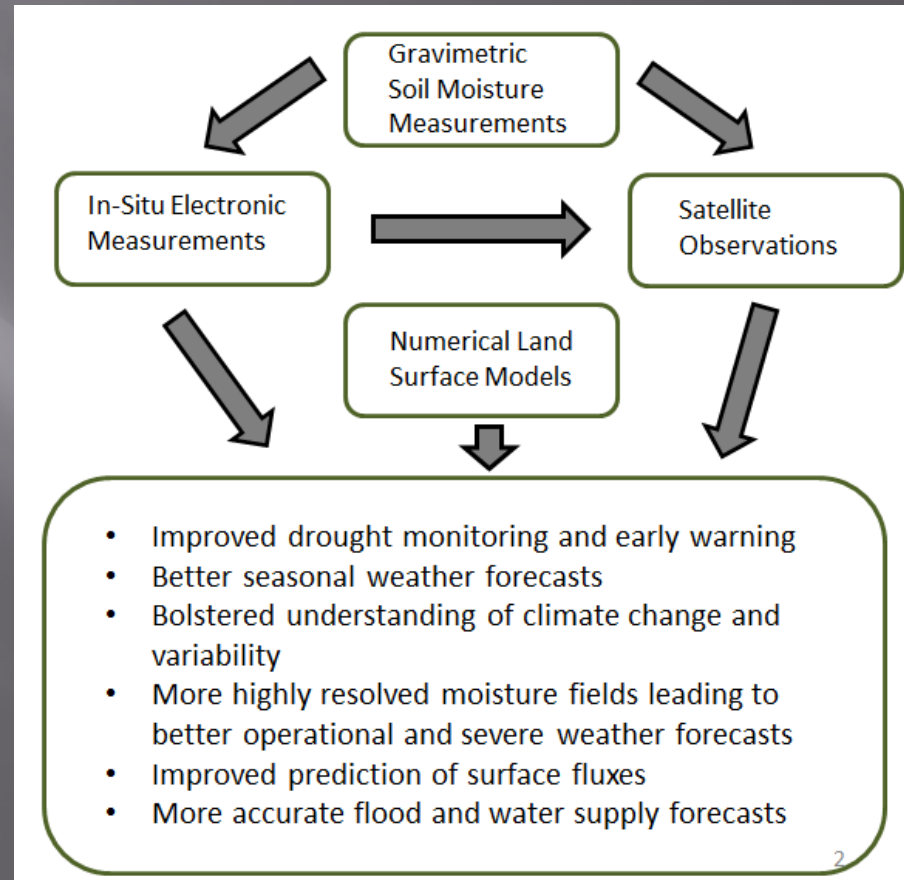 Gravimetric
Soil Moisture
Measurements
In-Situ Electronic
Measurements
Satellite
Observations
Numerical Land
Surface Models
• Improved drought monitoring and early warning
• Better seasonal weather forecasts
• Bolstered understanding of climate change and
variability
• More highly resolved moisture fields leading to
better operational and severe weather forecasts
• Improved prediction of surface fluxes
• More accurate flood and water supply forecasts
2